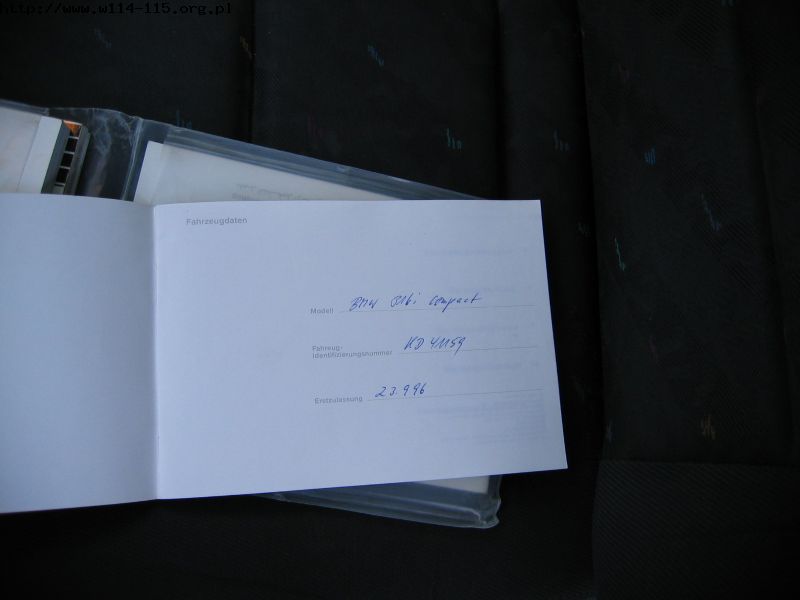 http://www.w114-115.org.pl
Fahrzeugdaten
Modell BMW 316i compact
Fahrzeug-
Identifizierungsnummer KD 41159
Erstzulassung 23.9.96